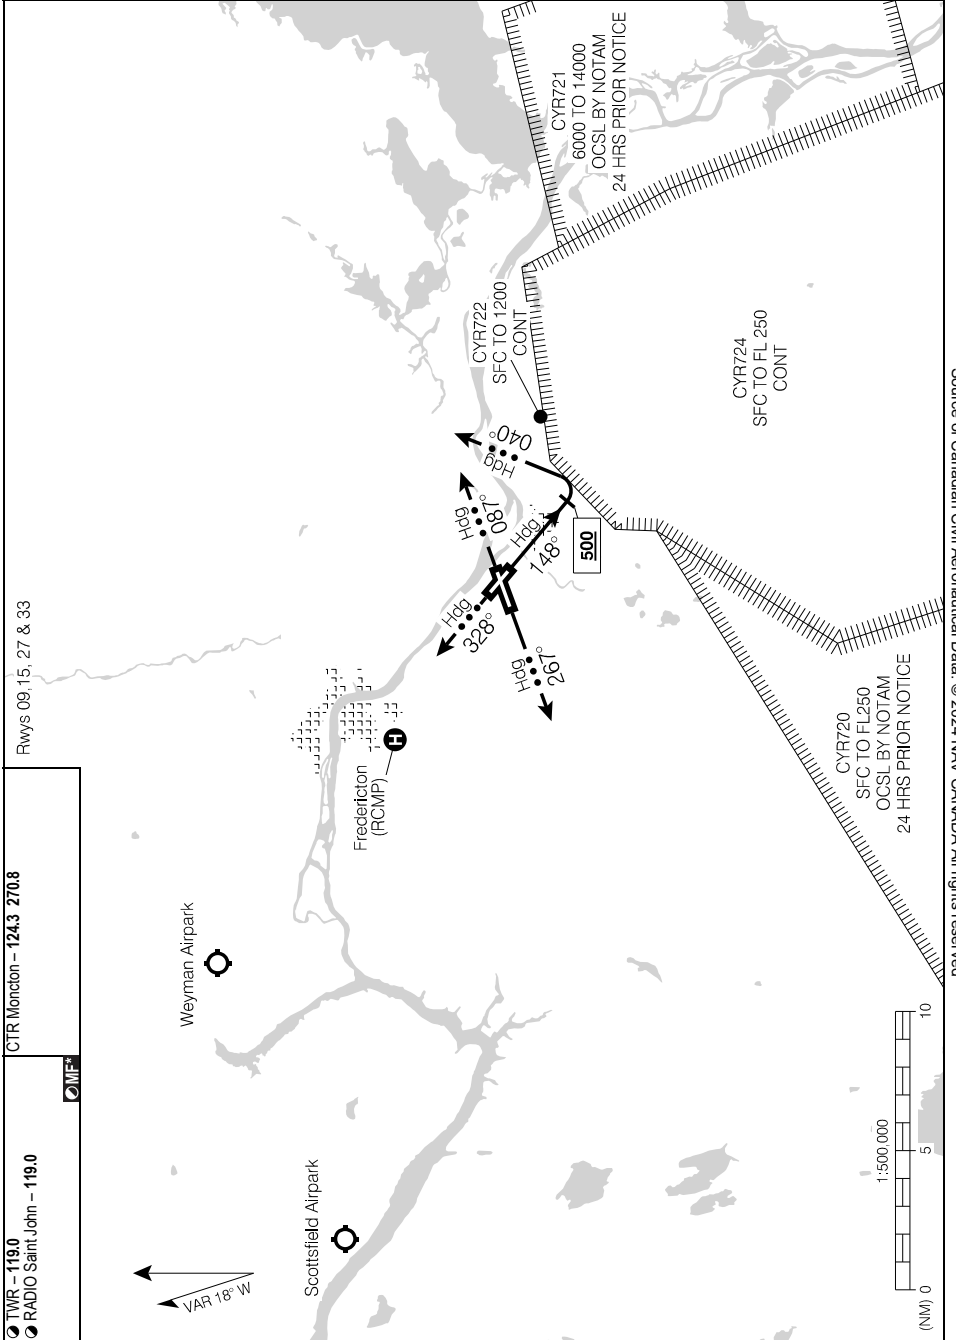 TWR – 119.0
RADIO Saint John – 119.0
MF*
CTR Moncton – 124.3 270.8
Rwys 09, 15, 27 & 33
VAR 18° W
Scottsfield Airpark
Weyman Airpark
Fredericton
(RCMP)
H
Hdg
328°
Hdg
087°
Hdg
040°
Hdg
148°
Hdg
267°
500
CYR722
SFC TO 1200
CONT
CYR721
6000 TO 14000
OCSL BY NOTAM
24 HRS PRIOR NOTICE
CYR724
SFC TO FL 250
CONT
CYR720
SFC TO FL250
OCSL BY NOTAM
24 HRS PRIOR NOTICE
1:500,000
(NM) 0 5 10
Source of Canadian Civil Aeronautical Data: © 2024 NAV CANADA All rights reserved